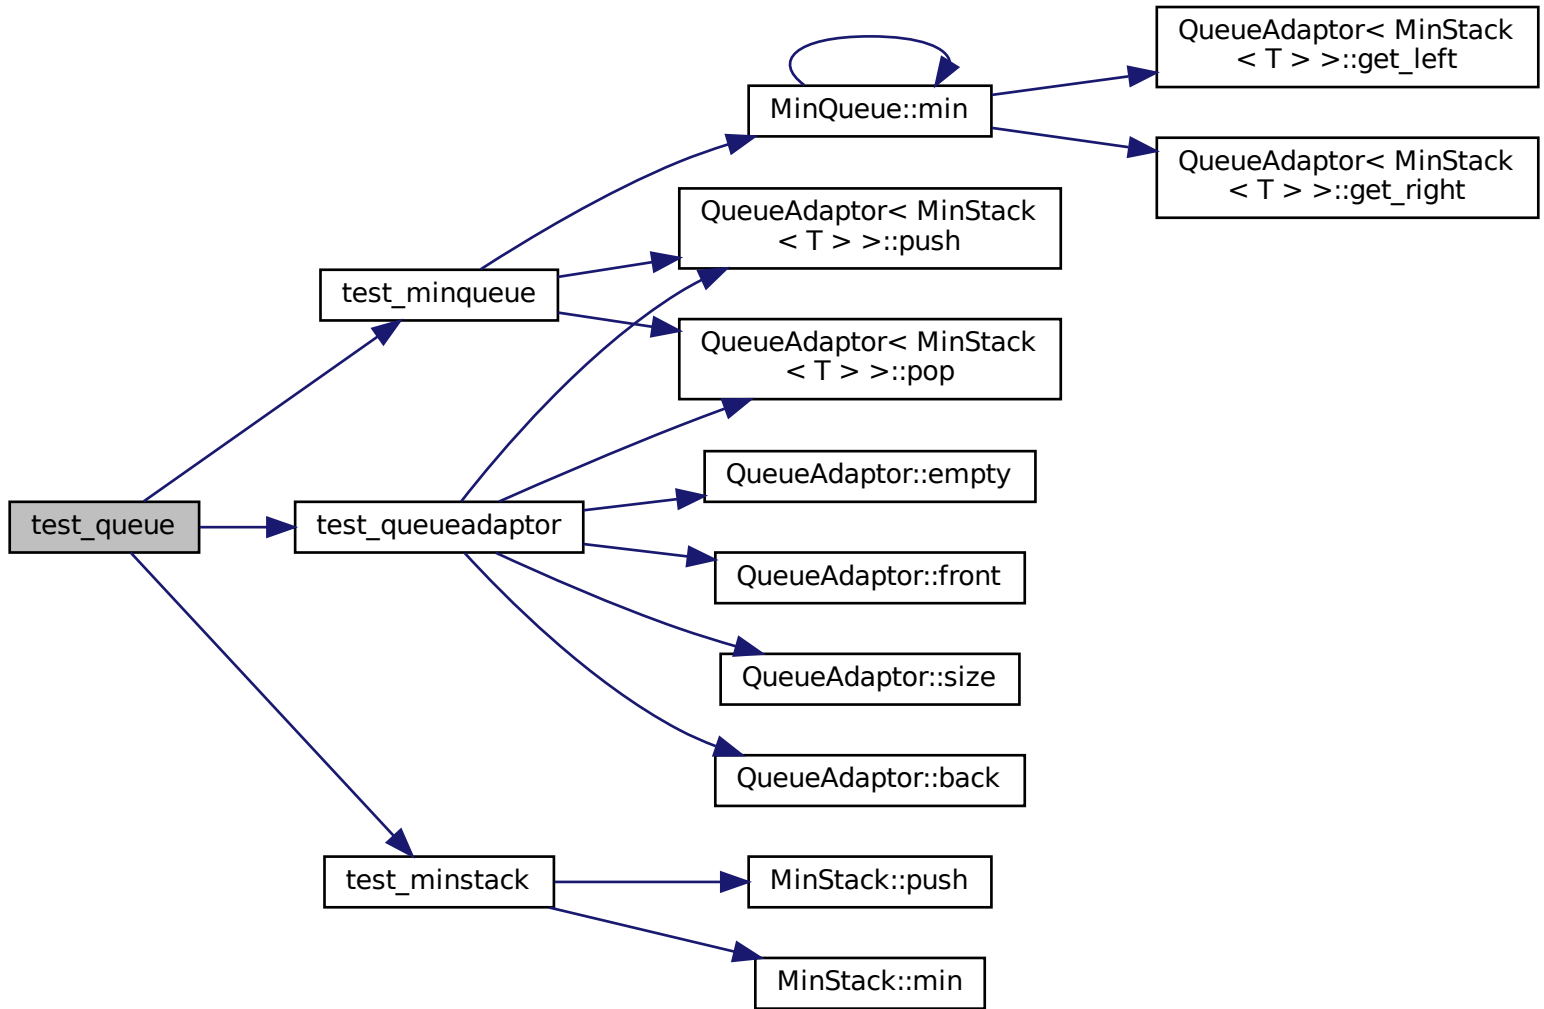 QueueAdaptor< MinStack
< T > >::get_left
MinQueue::min
QueueAdaptor< MinStack
< T > >::get_right
QueueAdaptor< MinStack
< T > >::push
test_minqueue
QueueAdaptor< MinStack
< T > >::pop
QueueAdaptor::empty
test_queue
test_queueadaptor
QueueAdaptor::front
QueueAdaptor::size
QueueAdaptor::back
test_minstack
MinStack::push
MinStack::min